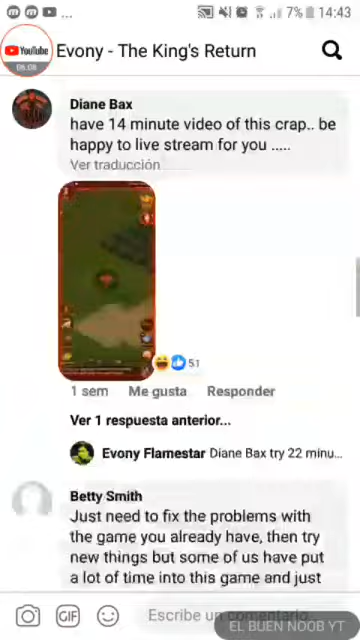 7% 14:43
YouTube
06:08
Evony - The King's Return
Diane Bax
have 14 minute video of this crap.. be
happy to live stream for you .....
Ver traducción
51
1 sem Me gusta Responder
Ver 1 respuesta anterior...
Evony Flamestar Diane Bax try 22 minu...
Betty Smith
Just need to fix the problems with
the game you already have, then try
new things but some of us have put
a lot of time into this game and just
GIF
Escribe un comentario...
EL BUEN NOOB YT